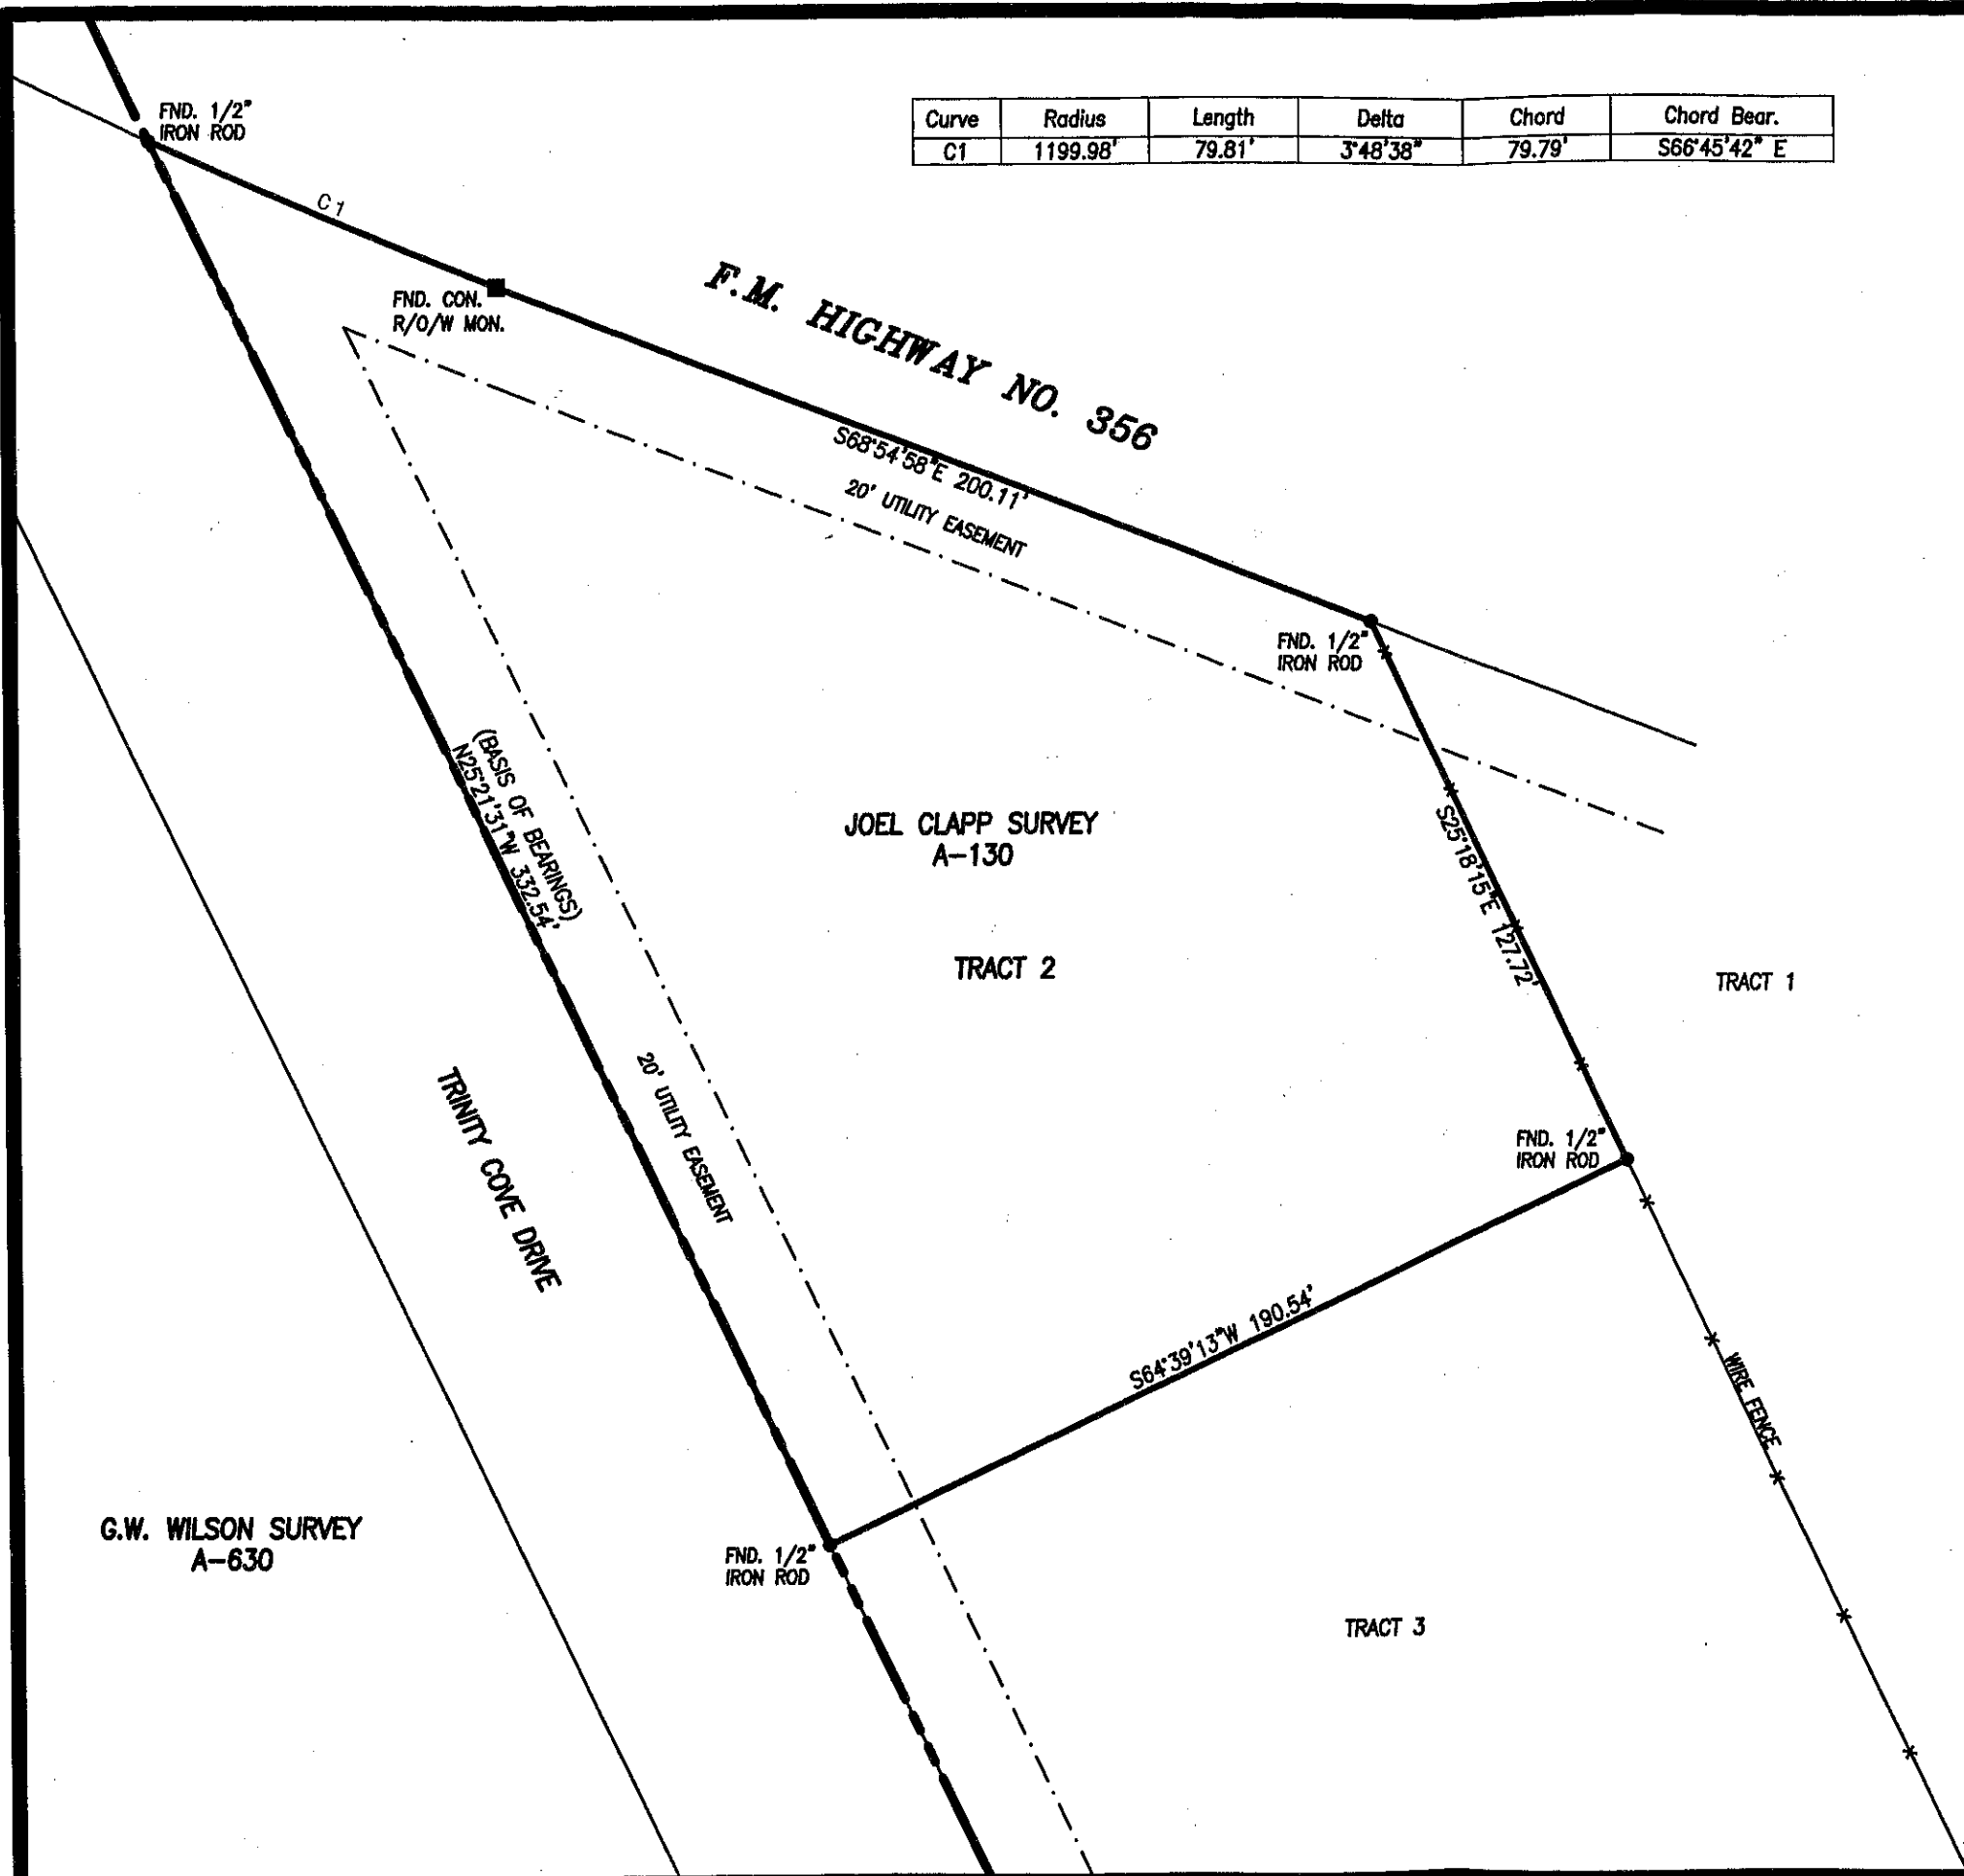 FND. 1/2"
IRON ROD
Curve Radius Length Delta Chord Chord Bear.
C1 1199.98' 79.81' 3°48'38" 79.79' S66°45'42" E
C1
FND. CON.
R/O/W MON.
F.M. HIGHWAY NO. 356
S68°54'58"E 200.11'
20' UTILITY EASEMENT
FND. 1/2"
IRON ROD
(BASIS OF BEARINGS)
N25°21'31"W 332.54'
JOEL CLAPP SURVEY
A-130
S25°18'15"E 127.72'
TRACT 2
TRACT 1
20' UTILITY EASEMENT
TRINITY COVE DRIVE
FND. 1/2"
IRON ROD
S64°39'13"W 190.54'
WIRE FENCE
G.W. WILSON SURVEY
A-630
FND. 1/2"
IRON ROD
TRACT 3